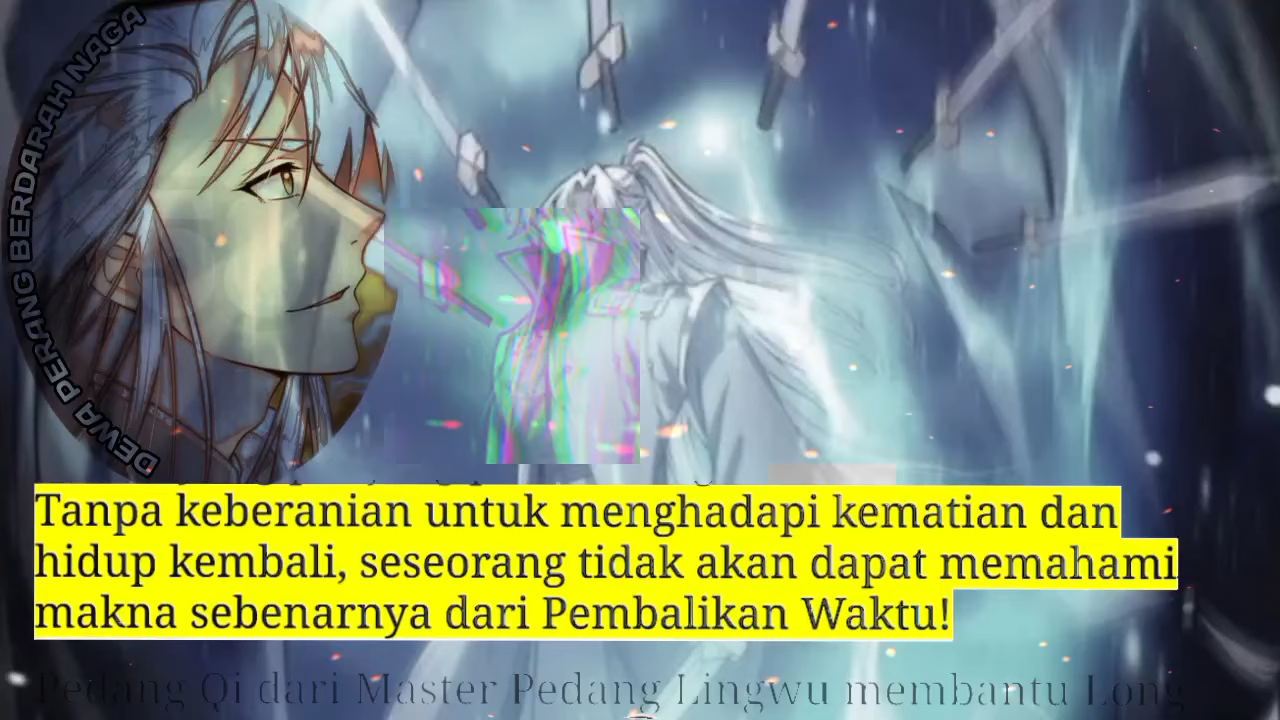 DEWA PERANG BERDARAH NAGA
Tanpa keberanian untuk menghadapi kematian dan
hidup kembali, seseorang tidak akan dapat memahami
makna sebenarnya dari Pembalikan Waktu!
Pedang Qi dari Master Pedang Lingwu membantu Long